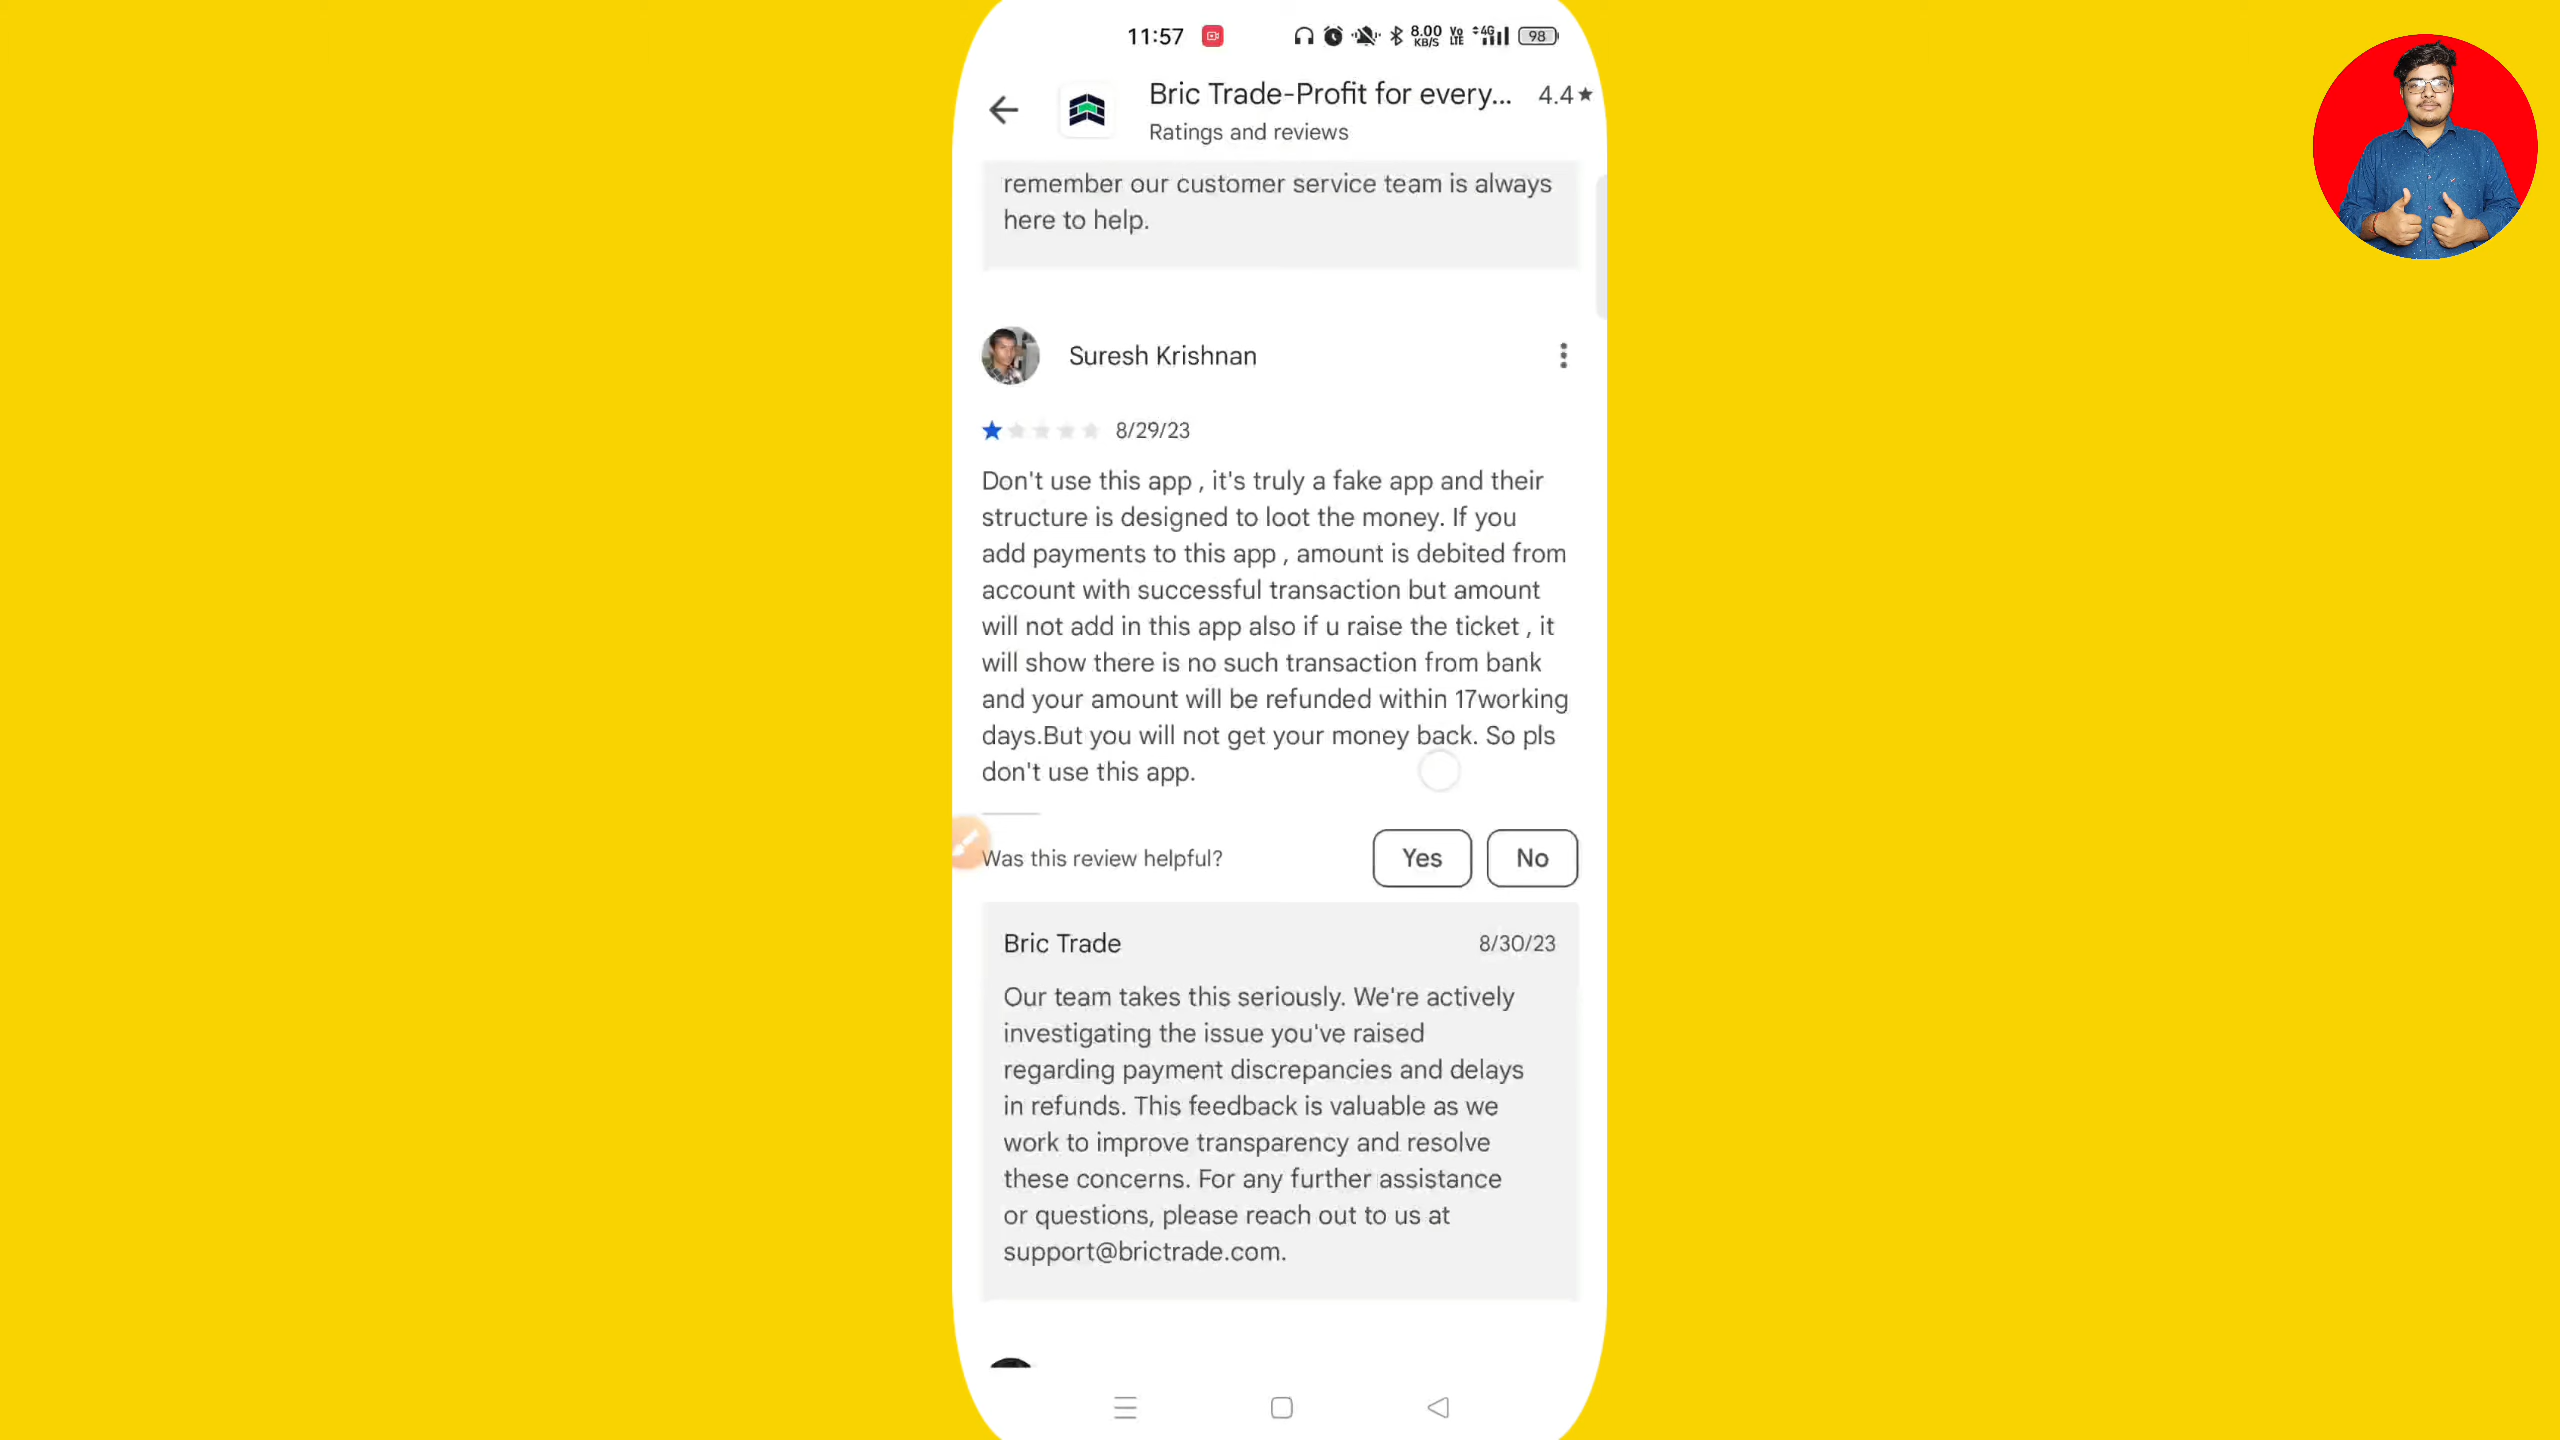 11:57
8.00
KB/S
Vo
LTE
4G
98
Bric Trade-Profit for every...
4.4★
Ratings and reviews
remember our customer service team is always
here to help.
Suresh Krishnan
8/29/23
Don't use this app , it's truly a fake app and their
structure is designed to loot the money. If you
add payments to this app , amount is debited from
account with successful transaction but amount
will not add in this app also if u raise the ticket , it
will show there is no such transaction from bank
and your amount will be refunded within 17working
days.But you will not get your money back. So pls
don't use this app.
Was this review helpful?
Yes
No
Bric Trade
8/30/23
Our team takes this seriously. We're actively
investigating the issue you've raised
regarding payment discrepancies and delays
in refunds. This feedback is valuable as we
work to improve transparency and resolve
these concerns. For any further assistance
or questions, please reach out to us at
support@brictrade.com.